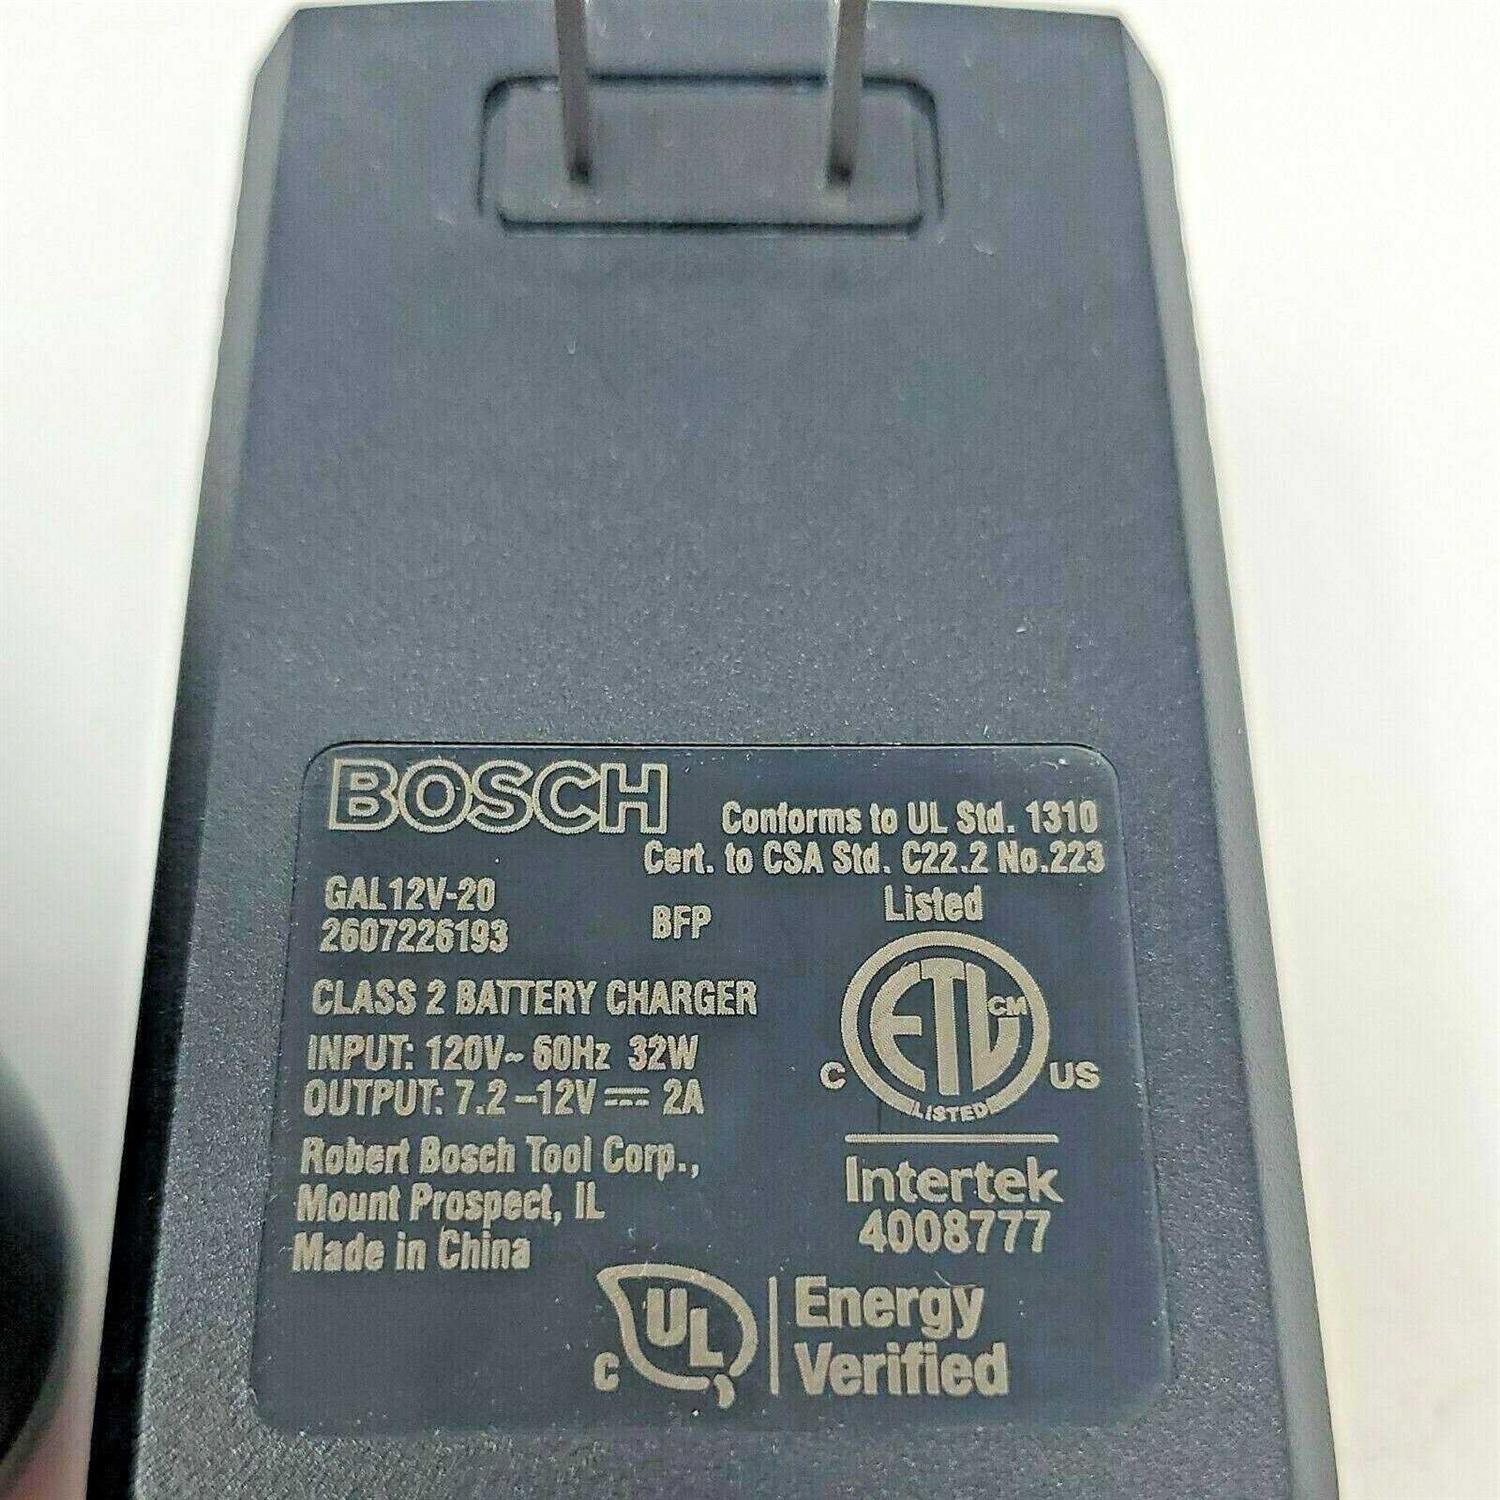 BOSCH
Conforms to UL Std. 1310
Cert. to CSA Std. C22.2 No.223
Listed
GAL12V-20
2607226193
BFP
CLASS 2 BATTERY CHARGER
INPUT: 120V~ 60Hz 32W
OUTPUT: 7.2–12V ⎓ 2A
Robert Bosch Tool Corp.,
Mount Prospect, IL
Made in China
ETL CM
C US
LISTED
Intertek
4008777
C UL
Energy
Verified